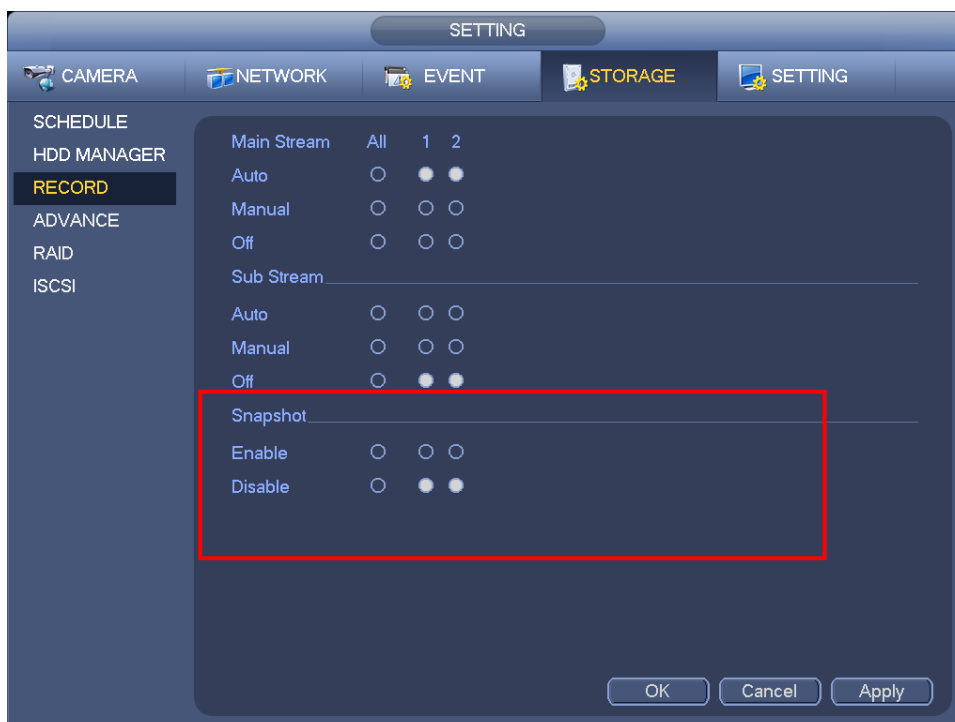 SETTING
CAMERA NETWORK EVENT STORAGE SETTING
SCHEDULE
HDD MANAGER
RECORD
ADVANCE
RAID
ISCSI
Main Stream All 1 2
Auto
Manual
Off
Sub Stream
Auto
Manual
Off
Snapshot
Enable
Disable
OK Cancel Apply